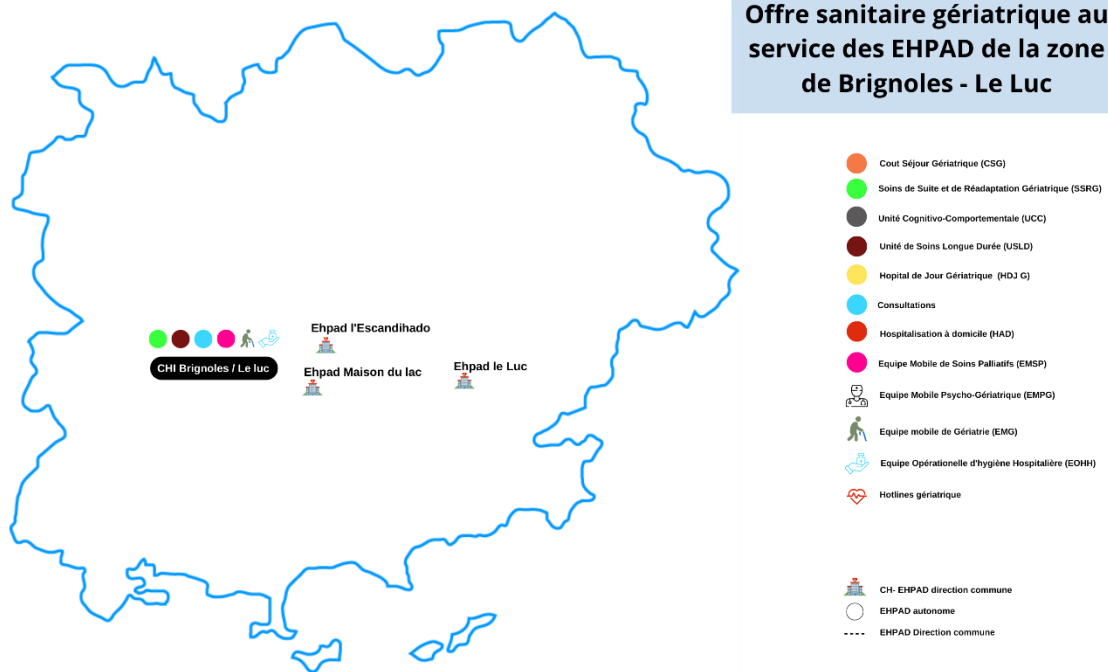 Offre sanitaire gériatrique au
service des EHPAD de la zone
de Brignoles - Le Luc
Cout Séjour Gériatrique (CSG)
Soins de Suite et de Réadaptation Gériatrique (SSRG)
Unité Cognitivo-Comportementale (UCC)
Unité de Soins Longue Durée (USLD)
Hopital de Jour Gériatrique (HDJ G)
Consultations
Hospitalisation à domicile (HAD)
Equipe Mobile de Soins Palliatifs (EMSP)
Equipe Mobile Psycho-Gériatrique (EMPG)
Equipe mobile de Gériatrie (EMG)
Equipe Opérationelle d'hygiène Hospitalière (EOHH)
Hotlines gériatrique
CH- EHPAD direction commune
EHPAD autonome
EHPAD Direction commune
Ehpad l'Escandihado
CHI Brignoles / Le luc
Ehpad Maison du lac
Ehpad le Luc